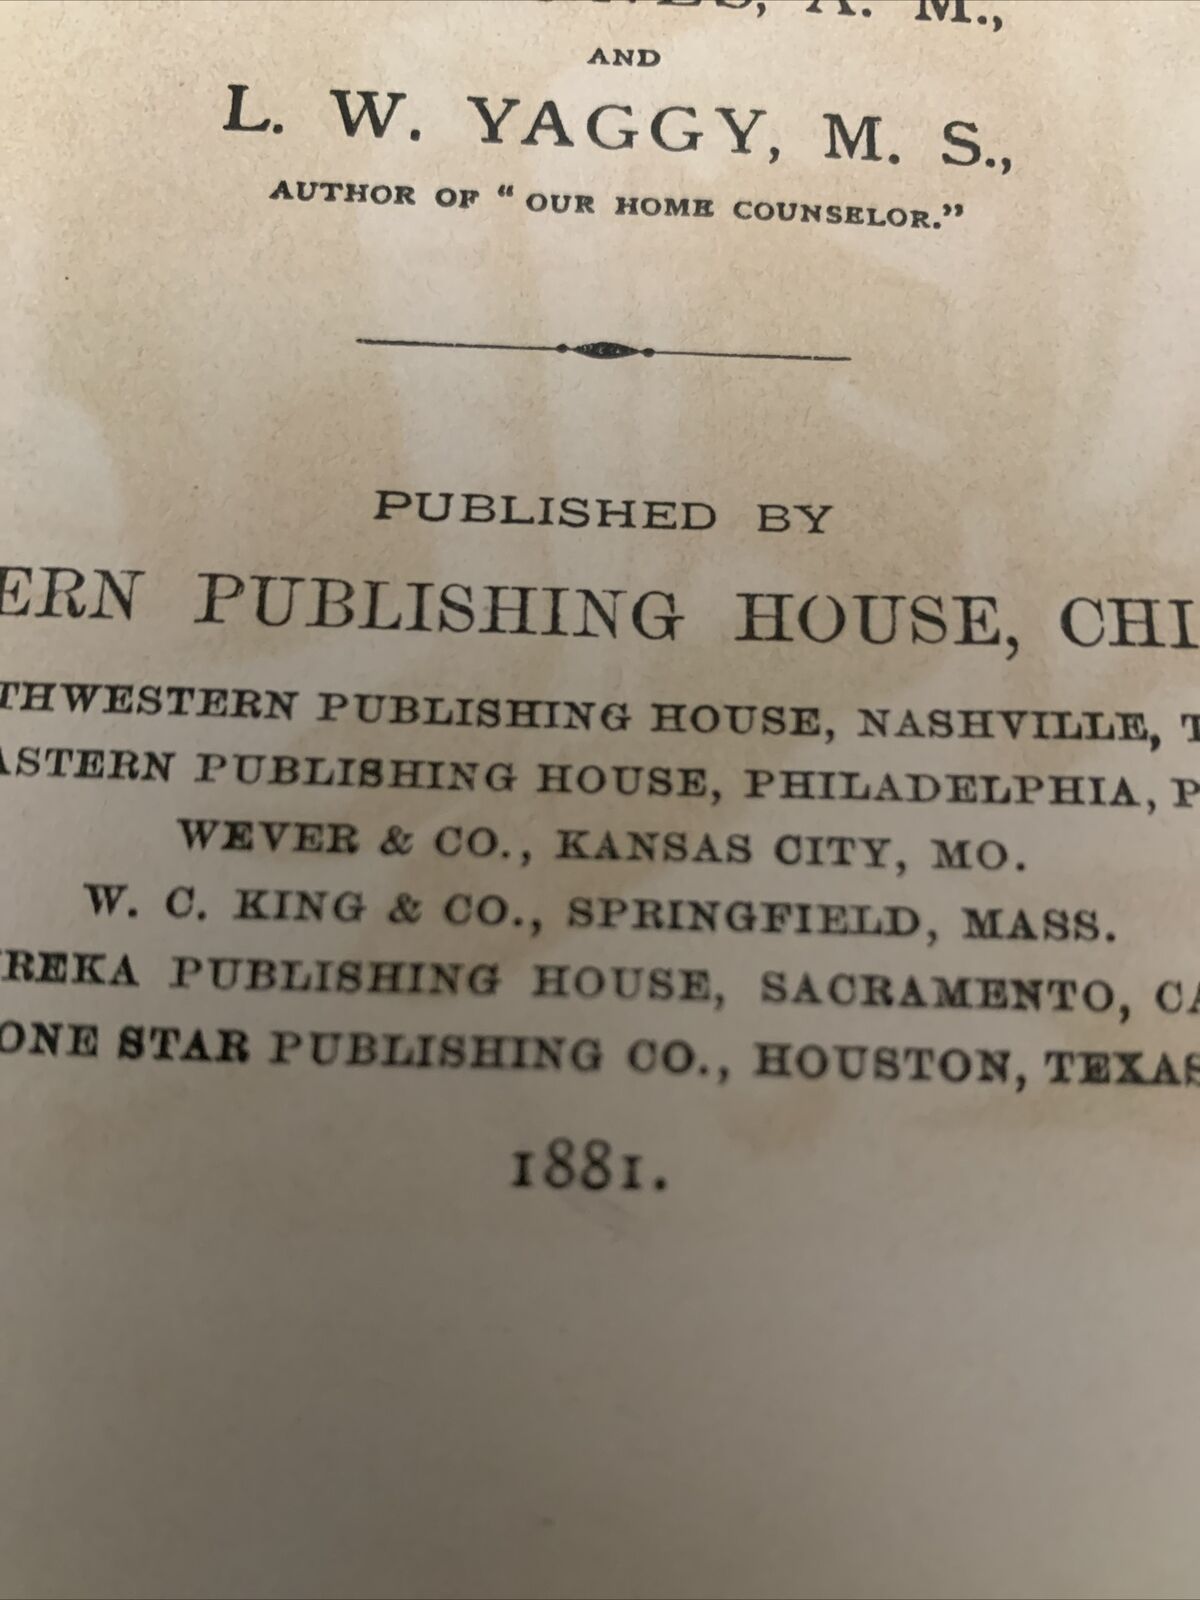 A. M.,
AND
L. W. YAGGY, M. S.,
AUTHOR OF "OUR HOME COUNSELOR."
PUBLISHED BY
ERN PUBLISHING HOUSE, CHI
THWESTERN PUBLISHING HOUSE, NASHVILLE, T
ASTERN PUBLISHING HOUSE, PHILADELPHIA, P
WEVER & CO., KANSAS CITY, MO.
W. C. KING & CO., SPRINGFIELD, MASS.
REKA PUBLISHING HOUSE, SACRAMENTO, CA
ONE STAR PUBLISHING CO., HOUSTON, TEXAS
1881.